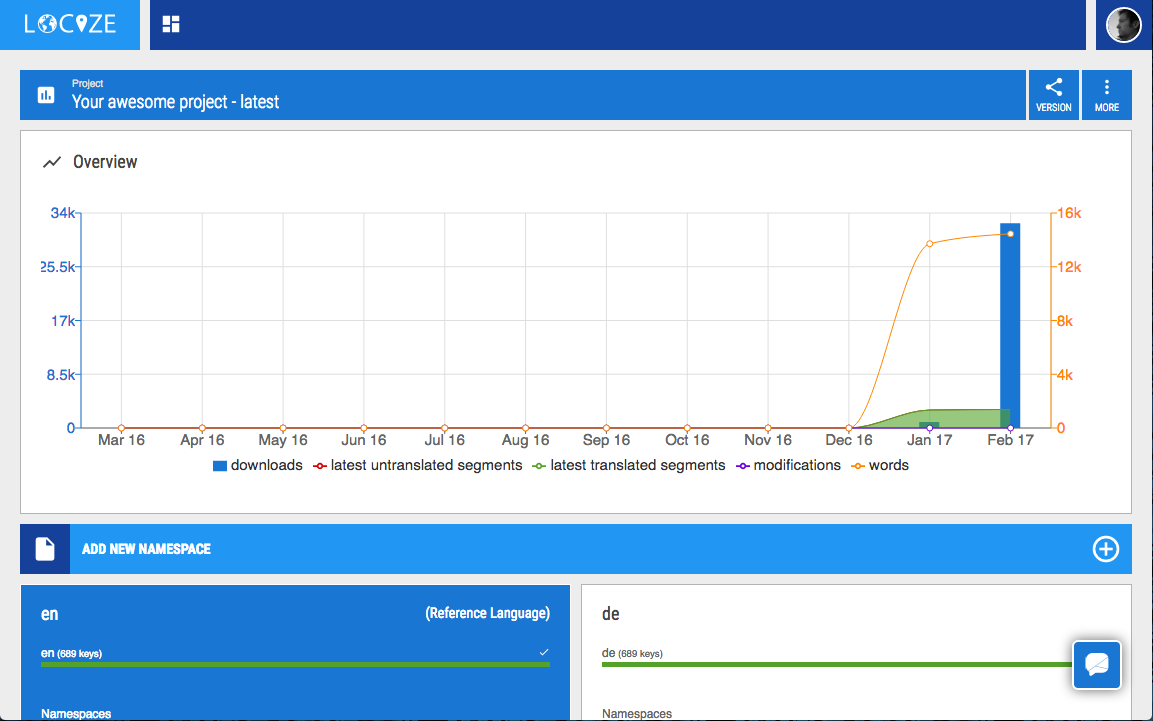 LOCIZE
Project
Your awesome project - latest
VERSION
MORE
Overview
34k
25.5k
17k
8.5k
0
16k
12k
8k
4k
0
Mar 16 Apr 16 May 16 Jun 16 Jul 16 Aug 16 Sep 16 Oct 16 Nov 16 Dec 16 Jan 17 Feb 17
downloads latest untranslated segments latest translated segments modifications words
ADD NEW NAMESPACE
en (Reference Language)
en (689 keys)
Namespaces
de
de (689 keys)
Namespaces